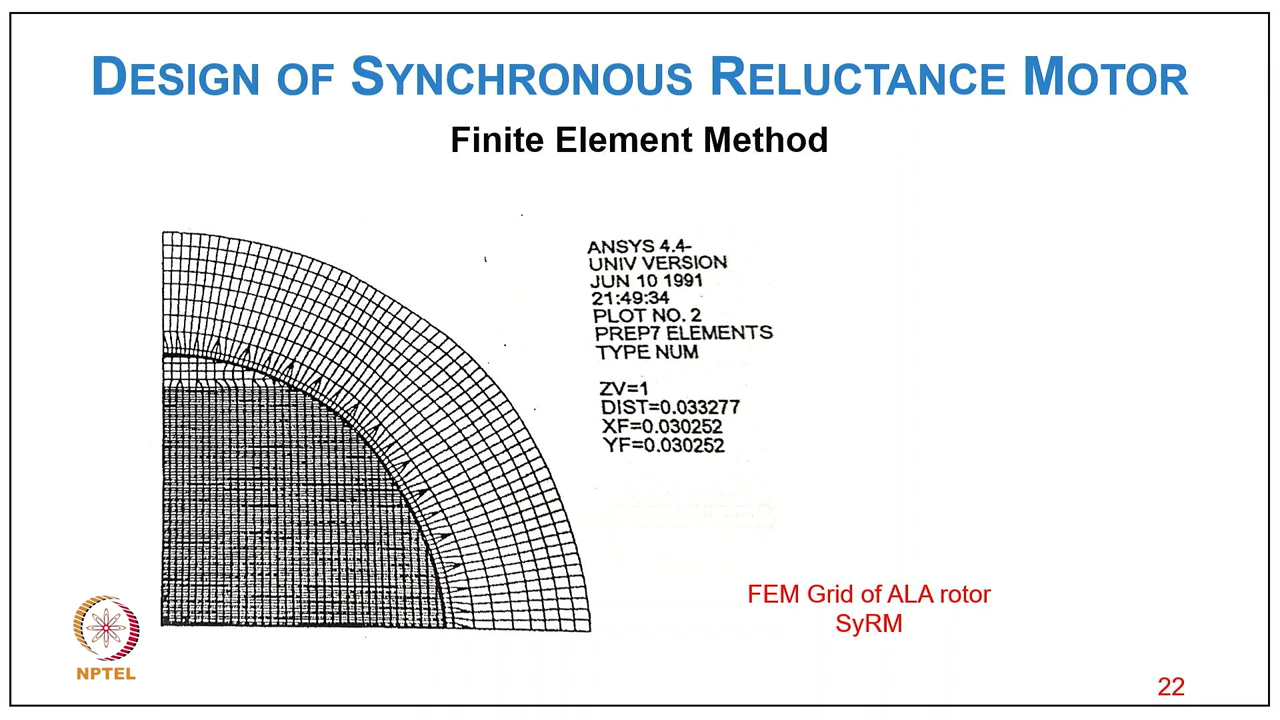 DESIGN OF SYNCHRONOUS RELUCTANCE MOTOR
Finite Element Method
ANSYS 4.4-
UNIV VERSION
JUN 10 1991
21:49:34
PLOT NO. 2
PREP7 ELEMENTS
TYPE NUM
ZV=1
DIST=0.033277
XF=0.030252
YF=0.030252
FEM Grid of ALA rotor
SyRM
NPTEL
22